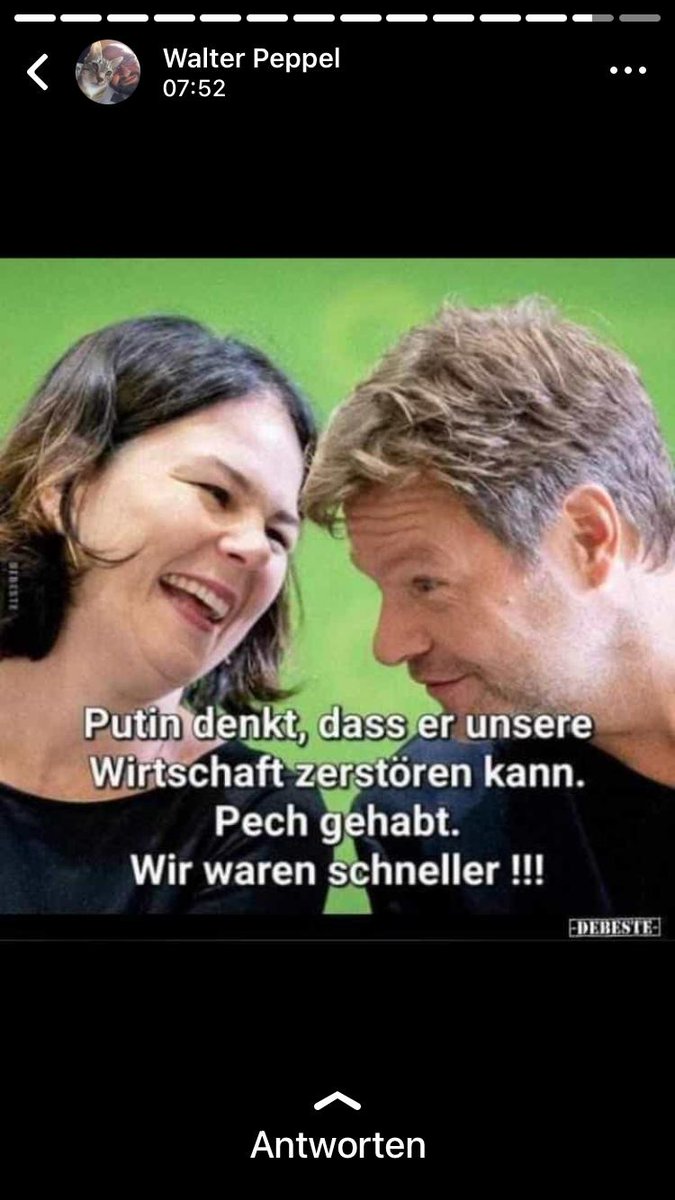 Walter Peppel
07:52
DEBESTE
Putin denkt, dass er unsere
Wirtschaft zerstören kann.
Pech gehabt.
Wir waren schneller !!!
-DEBESTE-
Antworten